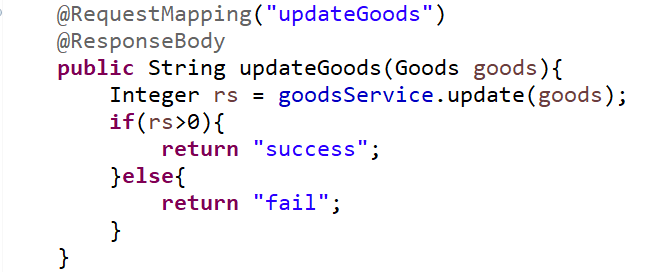 @RequestMapping("updateGoods")
@ResponseBody
public String updateGoods(Goods goods){
    Integer rs = goodsService.update(goods);
    if(rs>0){
        return "success";
    }else{
        return "fail";
    }
}